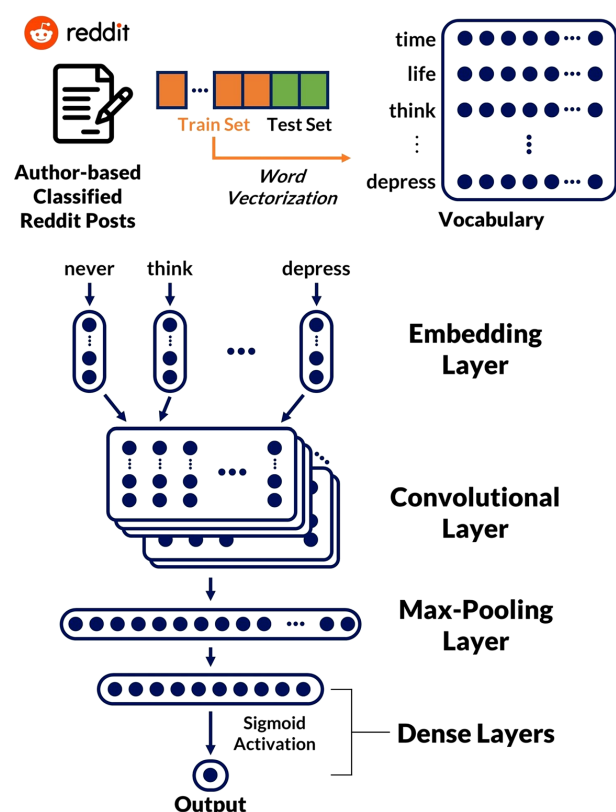 reddit
Author-based
Classified
Reddit Posts
Train Set
Test Set
Word
Vectorization
time
life
think
depress
Vocabulary
never
think
depress
Embedding
Layer
Convolutional
Layer
Max-Pooling
Layer
Sigmoid
Activation
Dense Layers
Output